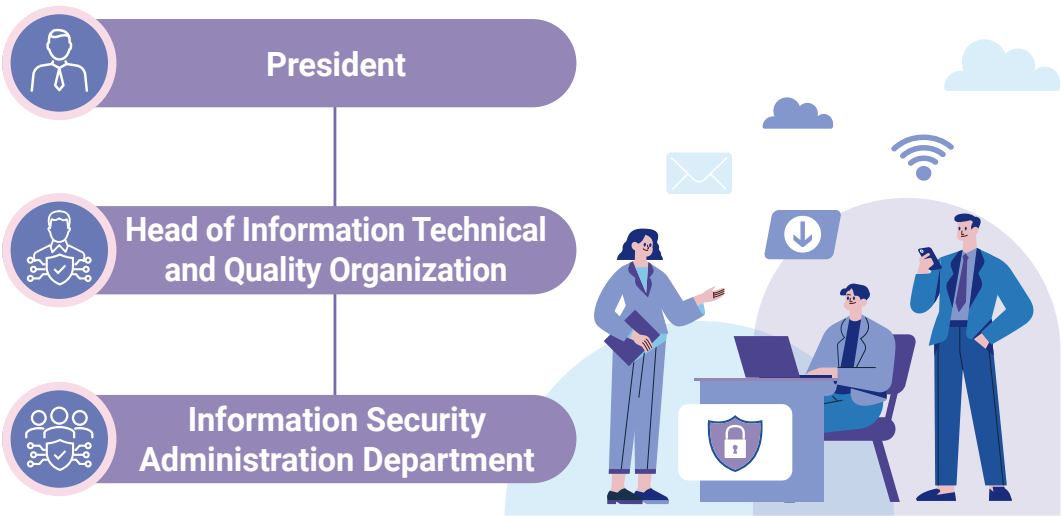 President
Head of Information Technical
and Quality Organization
Information Security
Administration Department